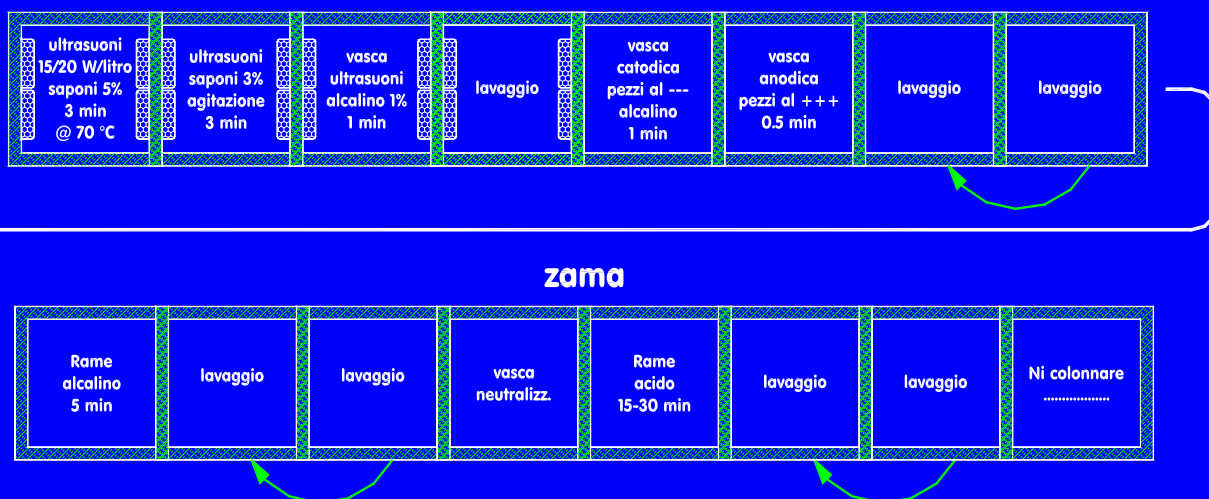 ultrasuoni
15/20 W/litro
saponi 5%
3 min
@ 70 °C
ultrasuoni
saponi 3%
agitazione
3 min
vasca
ultrasuoni
alcalino 1%
1 min
lavaggio
vasca
catodica
pezzi al ---
alcalino
1 min
vasca
anodica
pezzi al +++
0.5 min
lavaggio
lavaggio
zama
Rame
alcalino
5 min
lavaggio
lavaggio
vasca
neutralizz.
Rame
acido
15-30 min
lavaggio
lavaggio
Ni colonnare
..................